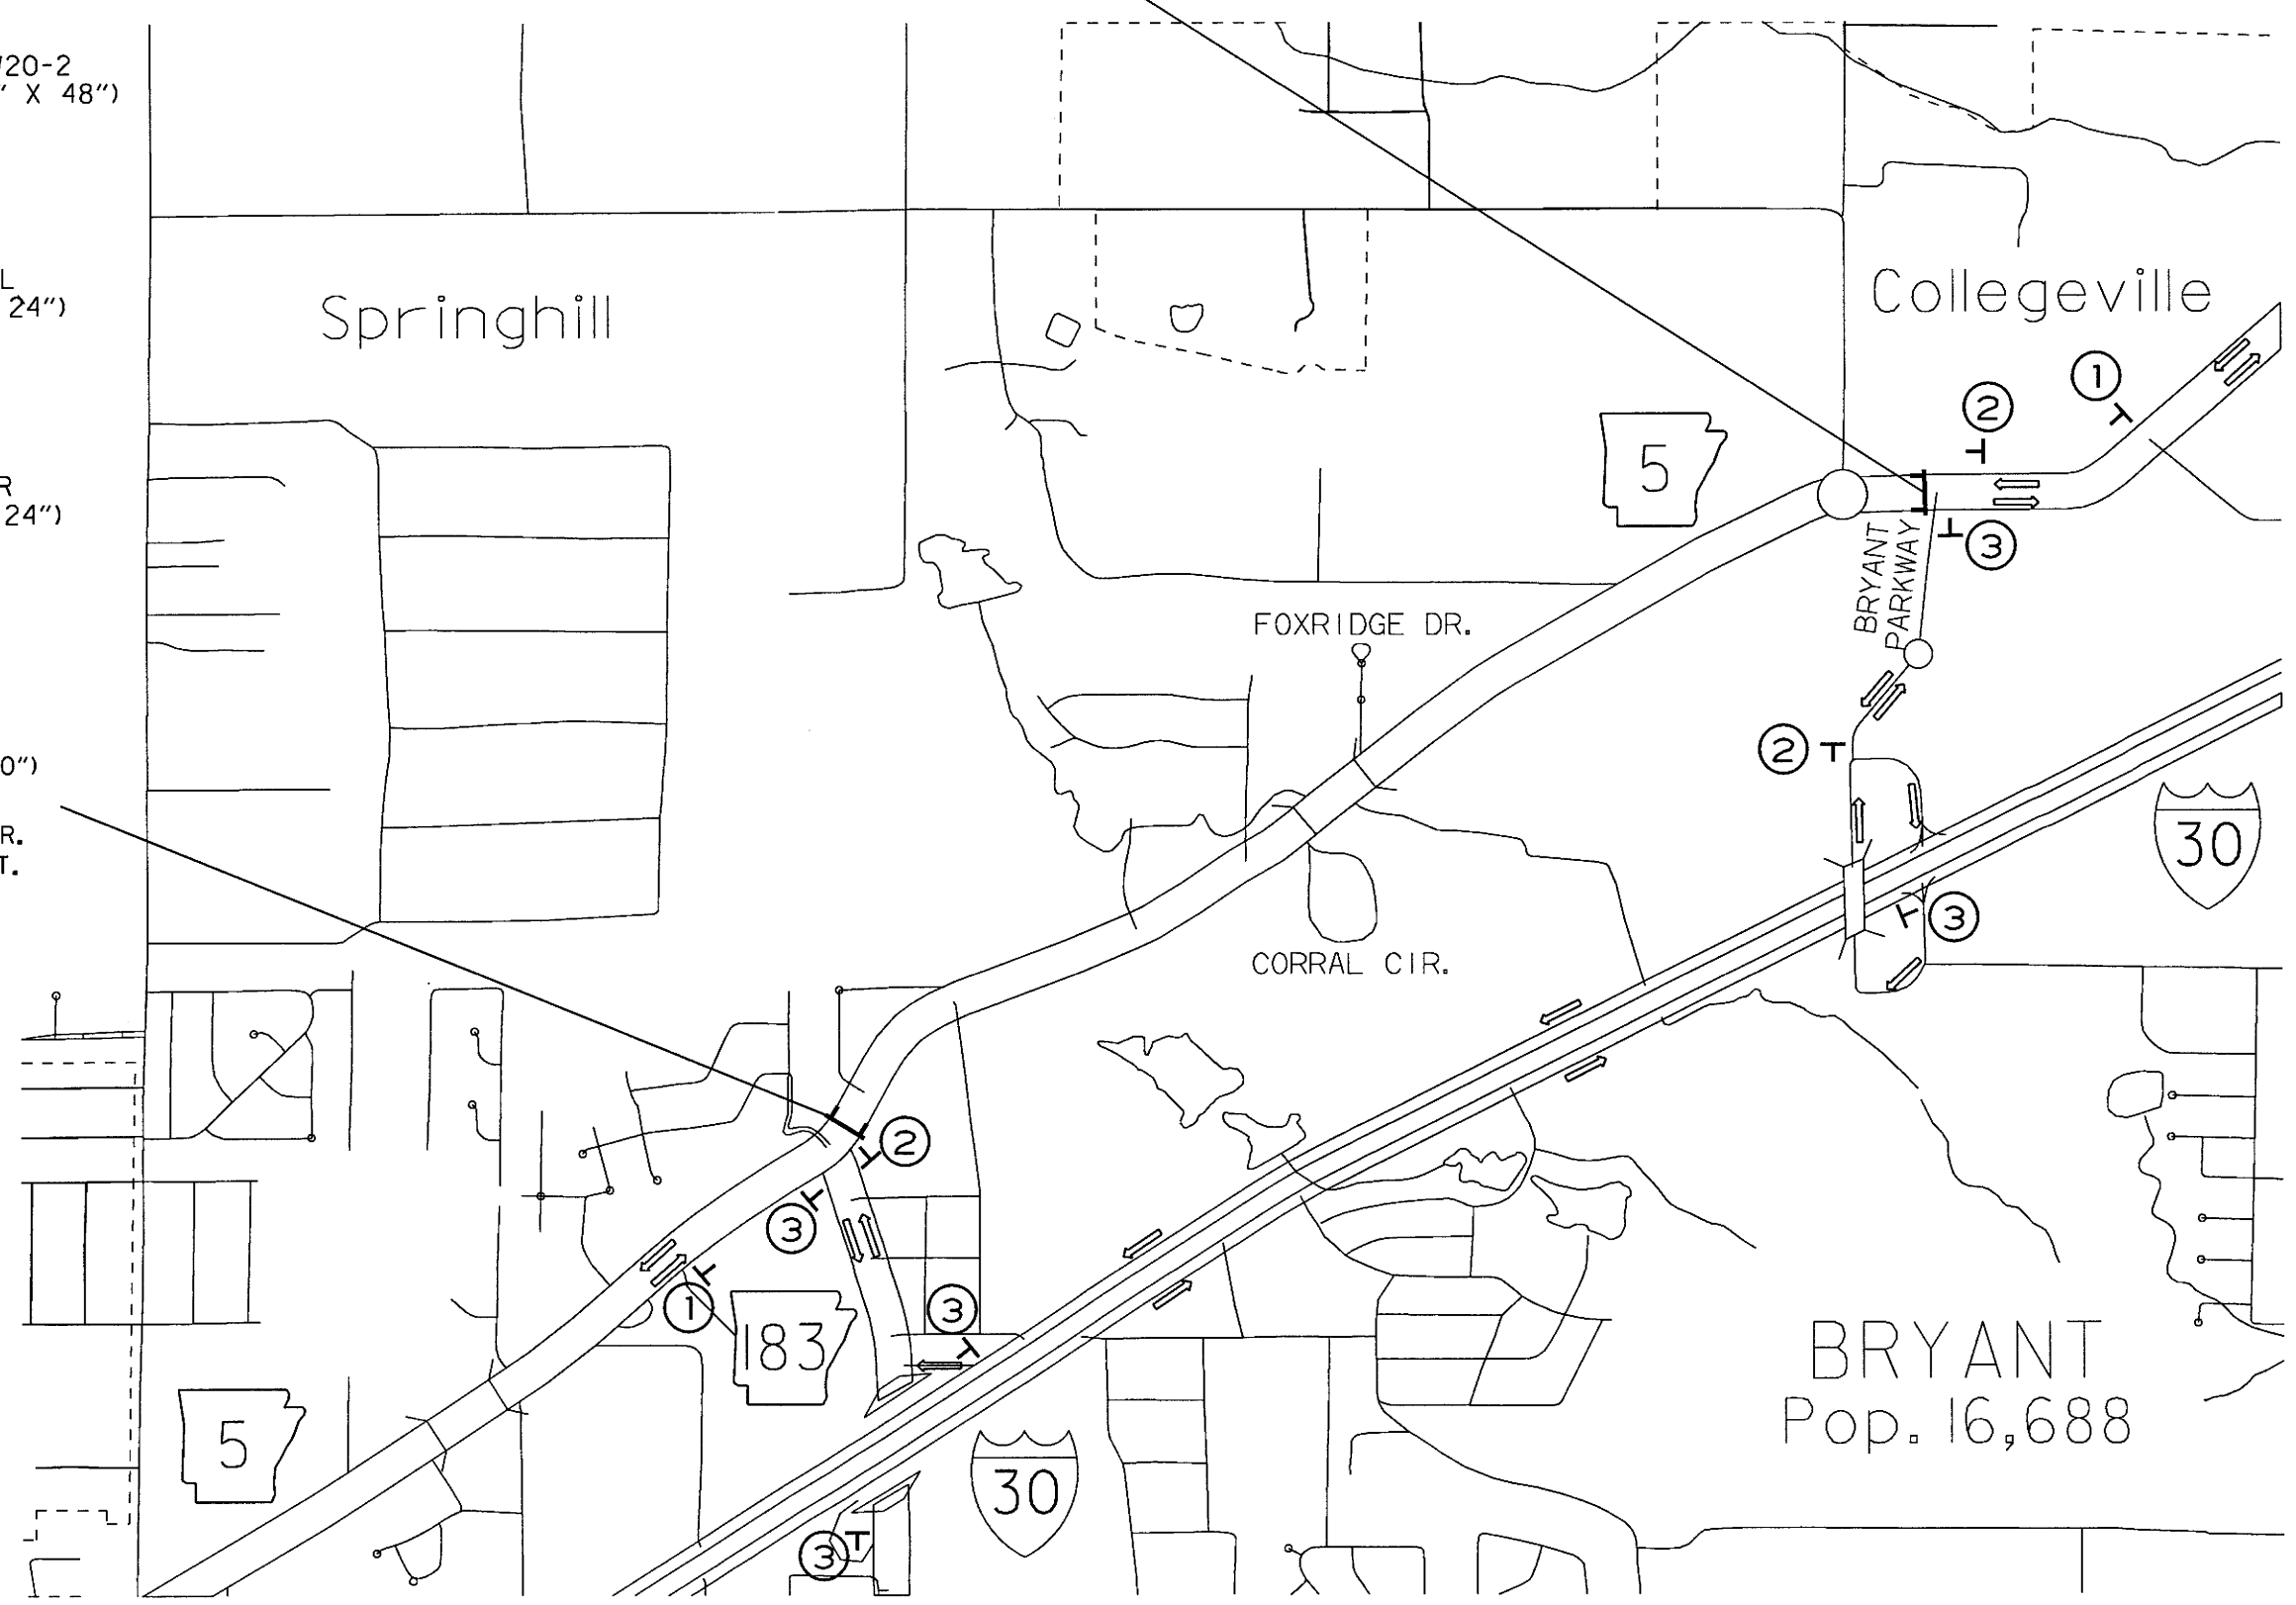 20-2
" X 48")
L
24")
R
24")
0")
R.
T.
Springhill
Collegeville
1
2
5
3
BRYANT
PARKWAY
FOXRIDGE DR.
2
30
3
CORRAL CIR.
2
3
1
3
183
BRYANT
Pop. 16,688
5
30
3